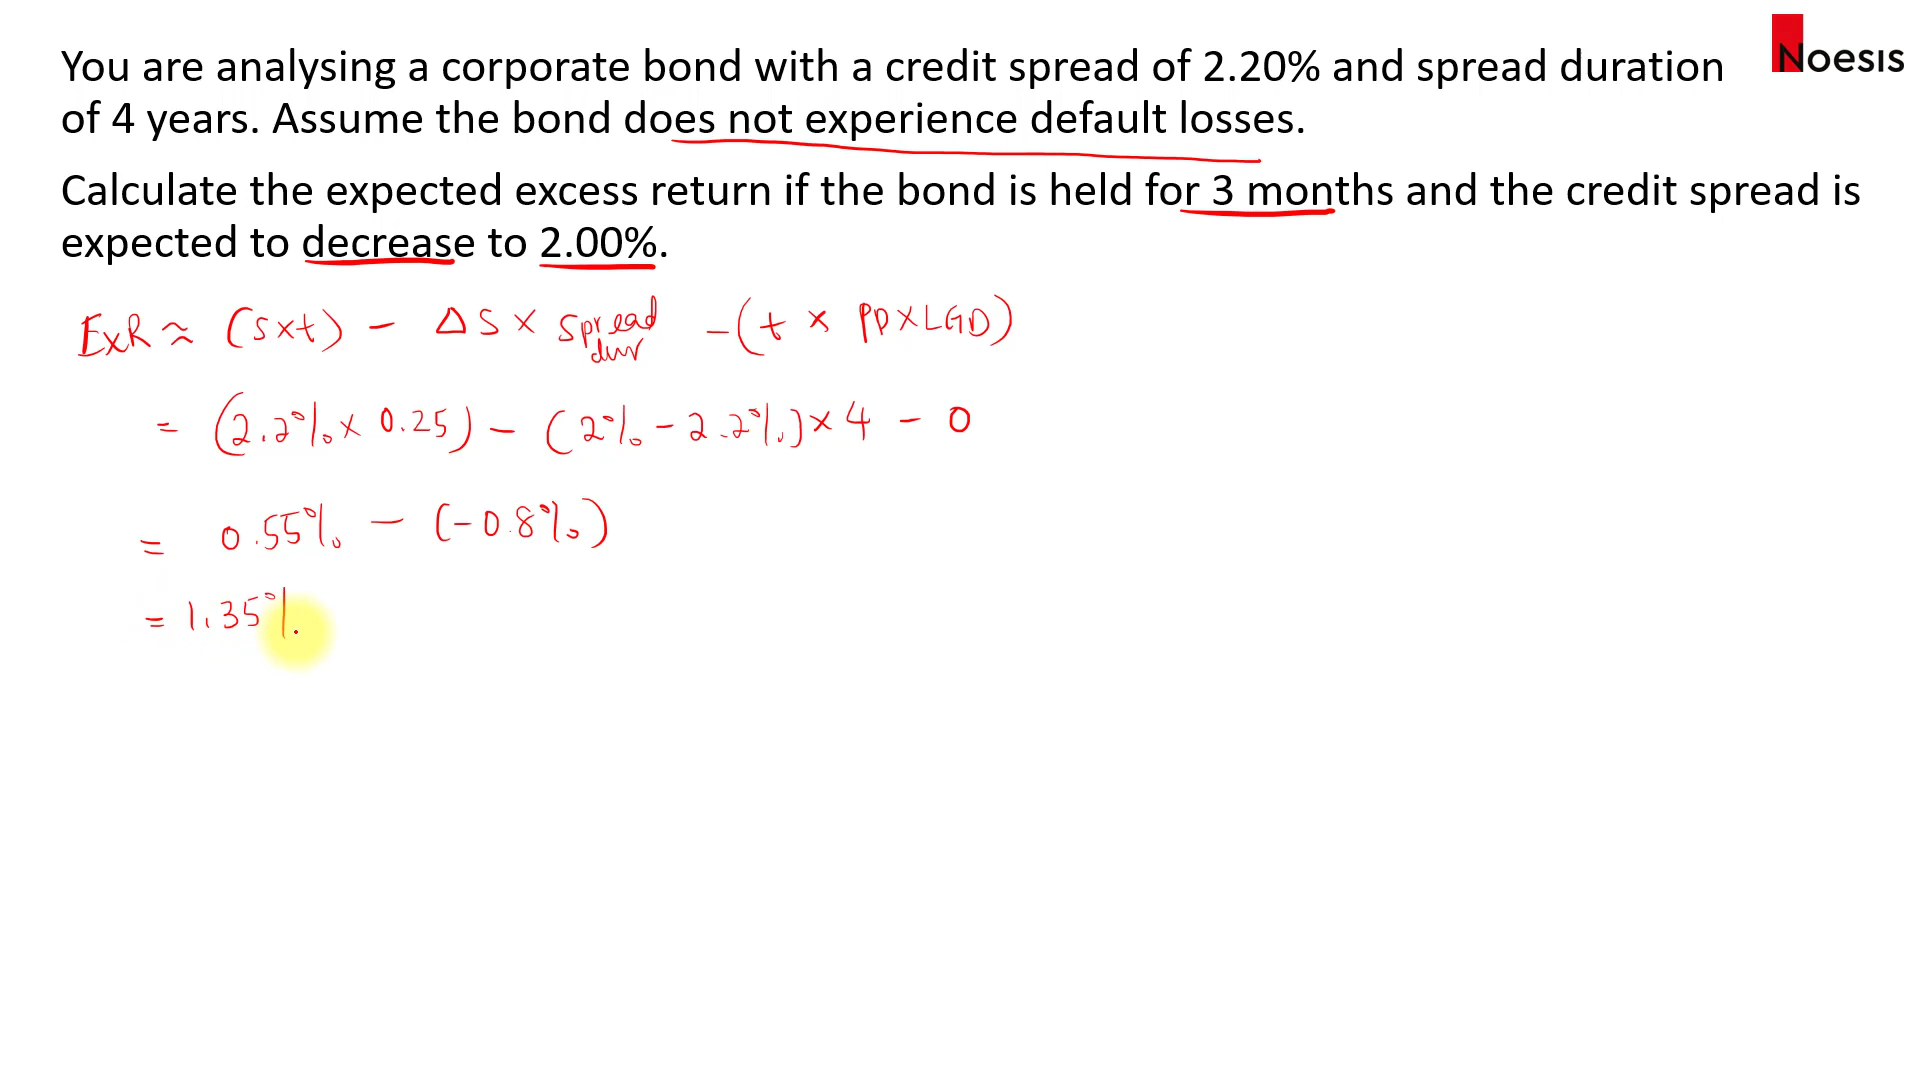 Noesis
You are analysing a corporate bond with a credit spread of 2.20% and spread duration
of 4 years. Assume the bond does not experience default losses.
Calculate the expected excess return if the bond is held for 3 months and the credit spread is
expected to decrease to 2.00%.
ExR ≈ (s×t) - ΔS × spread dur - (t × PD×LGD)
= (2.2% × 0.25) - (2% - 2.2%) × 4 - 0
= 0.55% - (-0.8%)
= 1.35%